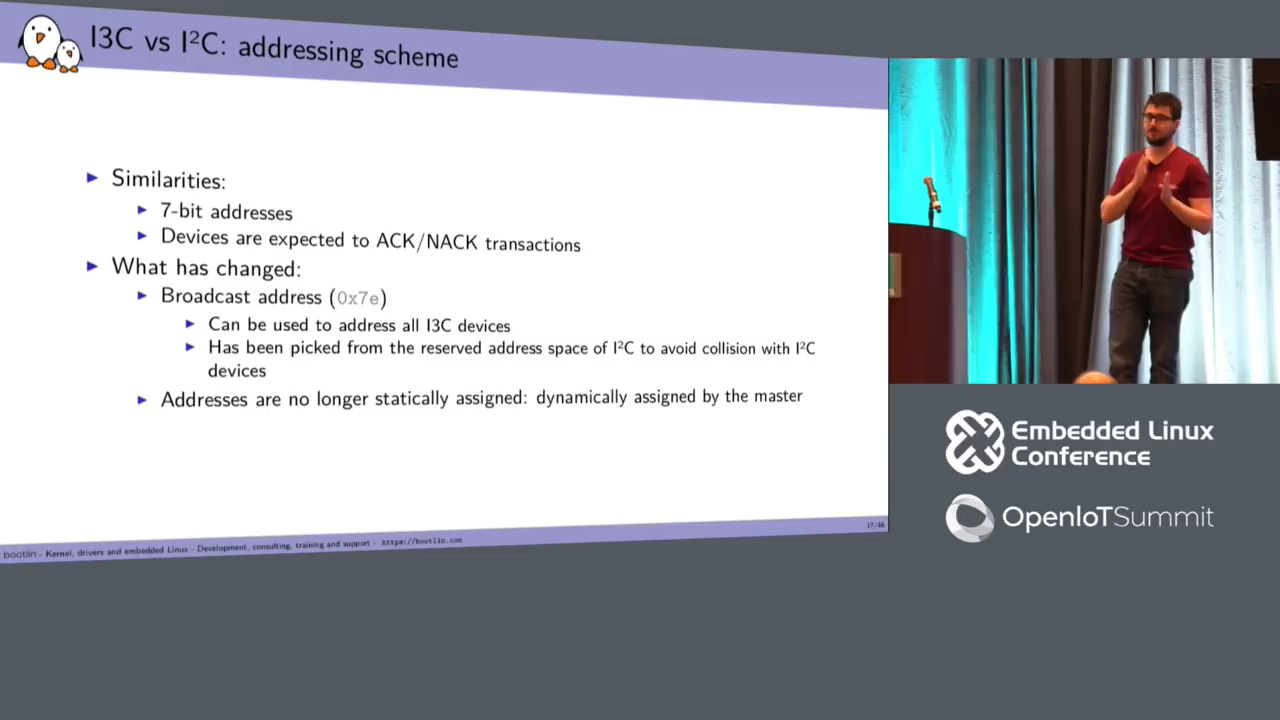 I3C vs I²C: addressing scheme
Similarities:
7-bit addresses
Devices are expected to ACK/NACK transactions
What has changed:
Broadcast address (0x7e)
Can be used to address all I3C devices
Has been picked from the reserved address space of I²C to avoid collision with I²C
devices
Addresses are no longer statically assigned: dynamically assigned by the master
17/48
bootlin - Kernel, drivers and embedded Linux - Development, consulting, training and support - https://bootlin.com
Embedded Linux
Conference
OpenIoTSummit